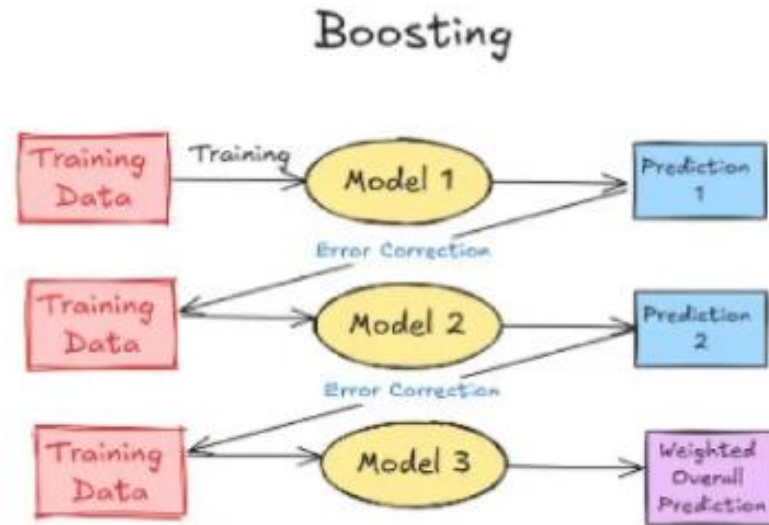 Boosting
Training
Data
Training
Model 1
Prediction
1
Error Correction
Training
Data
Model 2
Prediction
2
Error Correction
Training
Data
Model 3
Weighted
Overall
Prediction